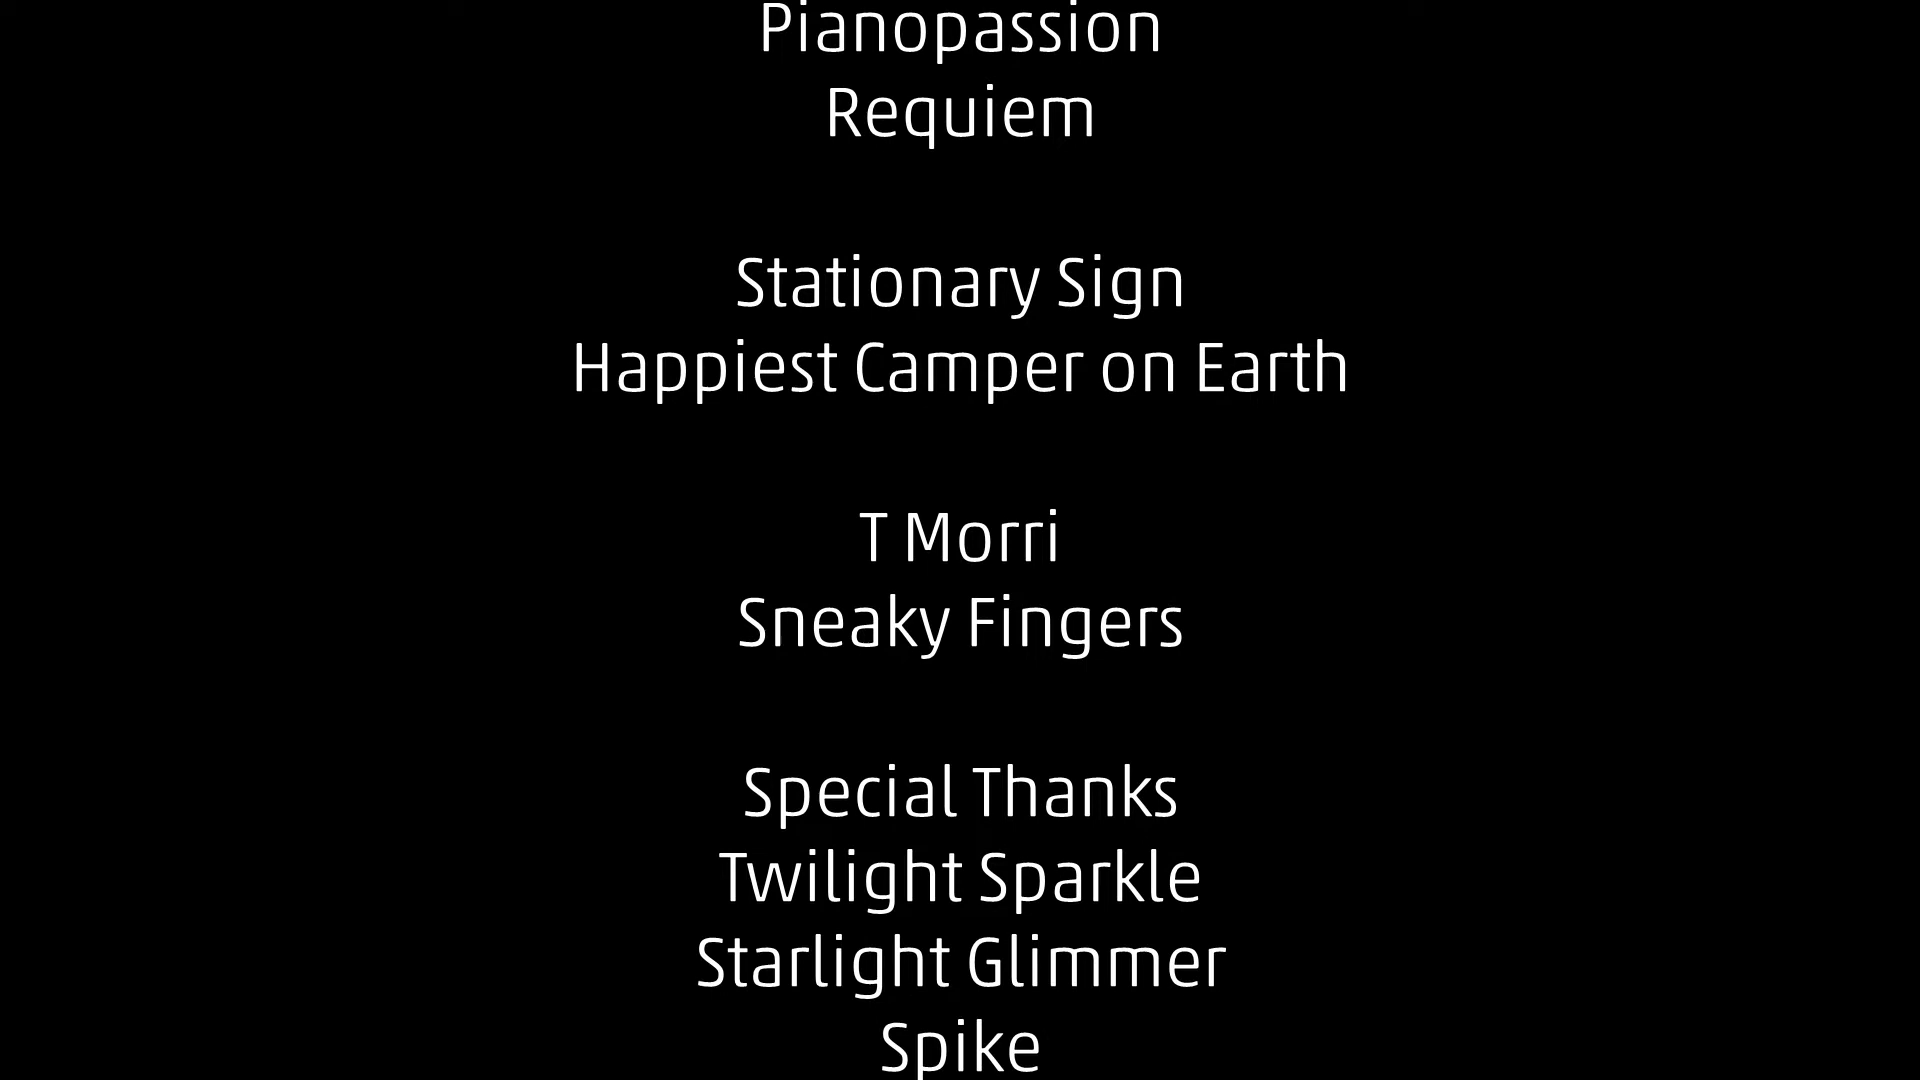 Pianopassion
Requiem
Stationary Sign
Happiest Camper on Earth
T Morri
Sneaky Fingers
Special Thanks
Twilight Sparkle
Starlight Glimmer
Spike